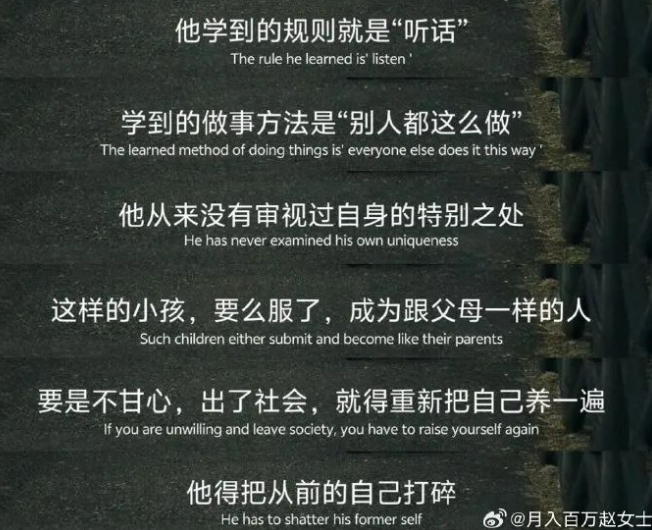 他学到的规则就是“听话”
The rule he learned is' listen '
学到的做事方法是“别人都这么做”
The learned method of doing things is' everyone else does it this way '
他从来没有审视过自身的特别之处
He has never examined his own uniqueness
这样的小孩，要么服了，成为跟父母一样的人
Such children either submit and become like their parents
要是不甘心，出了社会，就得重新把自己养一遍
If you are unwilling and leave society, you have to raise yourself again
他得把从前的自己打碎
He has to shatter his former self
@月入百万赵女士